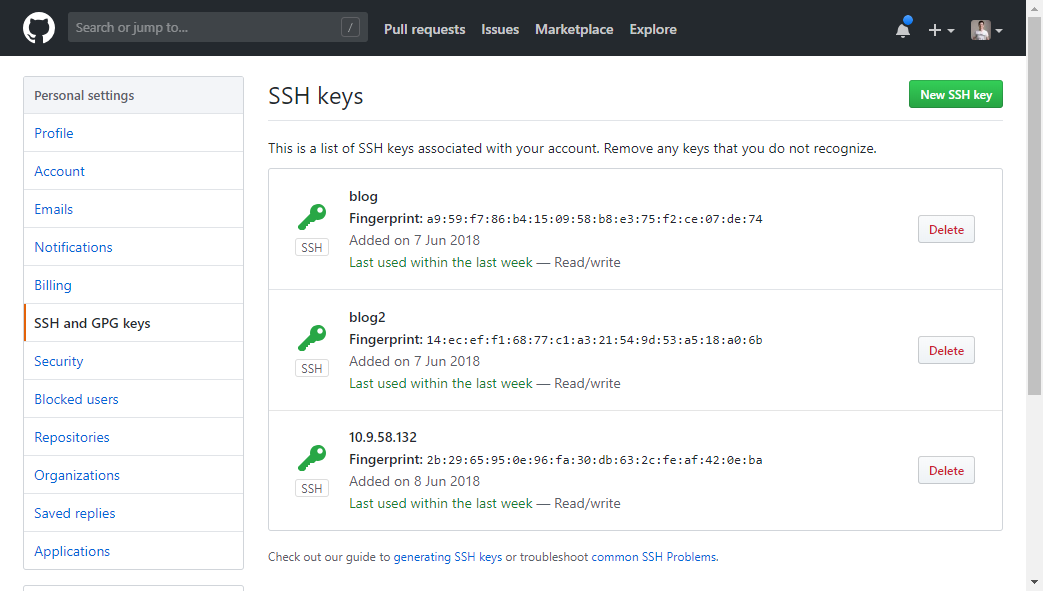 Search or jump to... / Pull requests Issues Marketplace Explore
Personal settings
Profile
Account
Emails
Notifications
Billing
SSH and GPG keys
Security
Blocked users
Repositories
Organizations
Saved replies
Applications
SSH keys
New SSH key
This is a list of SSH keys associated with your account. Remove any keys that you do not recognize.
blog
Fingerprint: a9:59:f7:86:b4:15:09:58:b8:e3:75:f2:ce:07:de:74
Added on 7 Jun 2018
Last used within the last week — Read/write
SSH
Delete
blog2
Fingerprint: 14:ec:ef:f1:68:77:c1:a3:21:54:9d:53:a5:18:a0:6b
Added on 7 Jun 2018
Last used within the last week — Read/write
SSH
Delete
10.9.58.132
Fingerprint: 2b:29:65:95:0e:96:fa:30:db:63:2c:fe:af:42:0e:ba
Added on 8 Jun 2018
Last used within the last week — Read/write
SSH
Delete
Check out our guide to generating SSH keys or troubleshoot common SSH Problems.